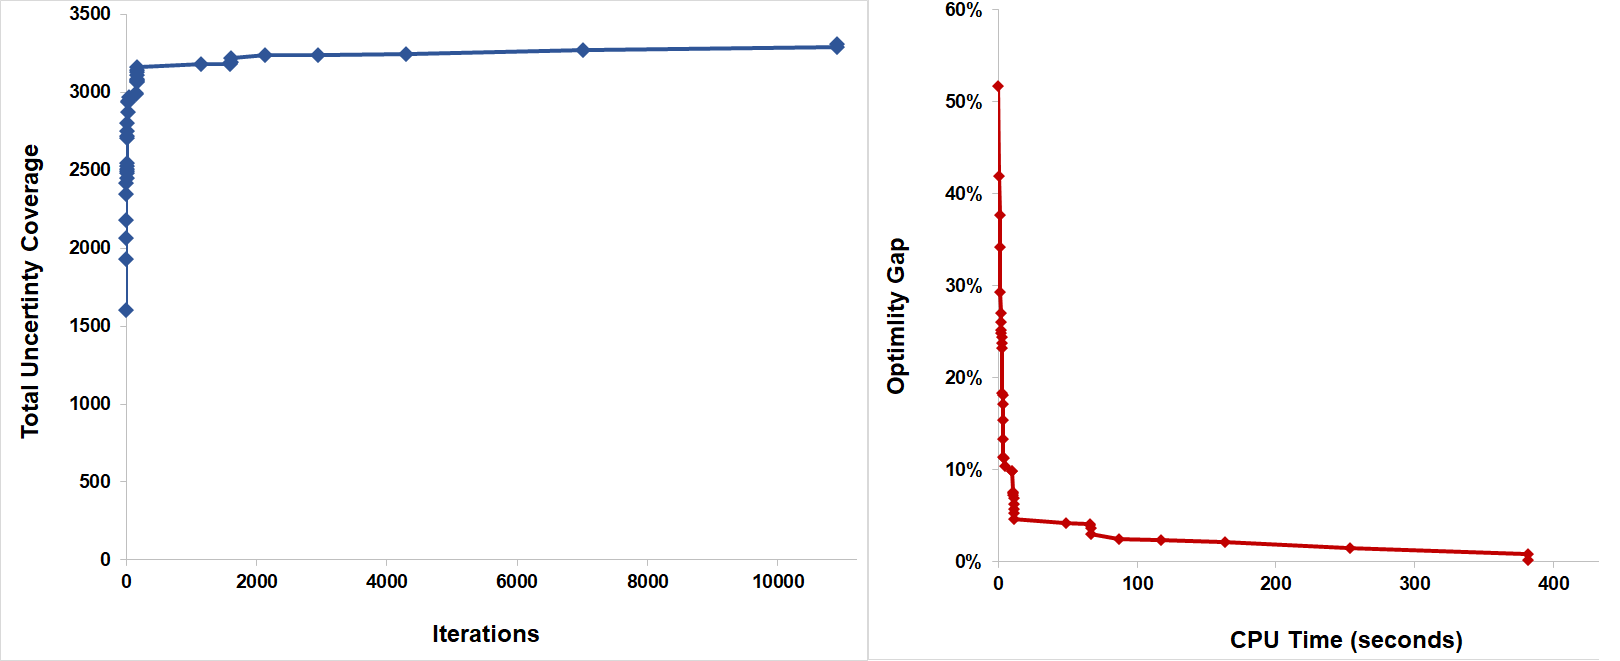 3500
3000
2500
2000
1500
1000
500
0
Total Uncertinty Coverage
0 2000 4000 6000 8000 10000
Iterations
60%
50%
40%
30%
20%
10%
0%
Optimlity Gap
0 100 200 300 400
CPU Time (seconds)